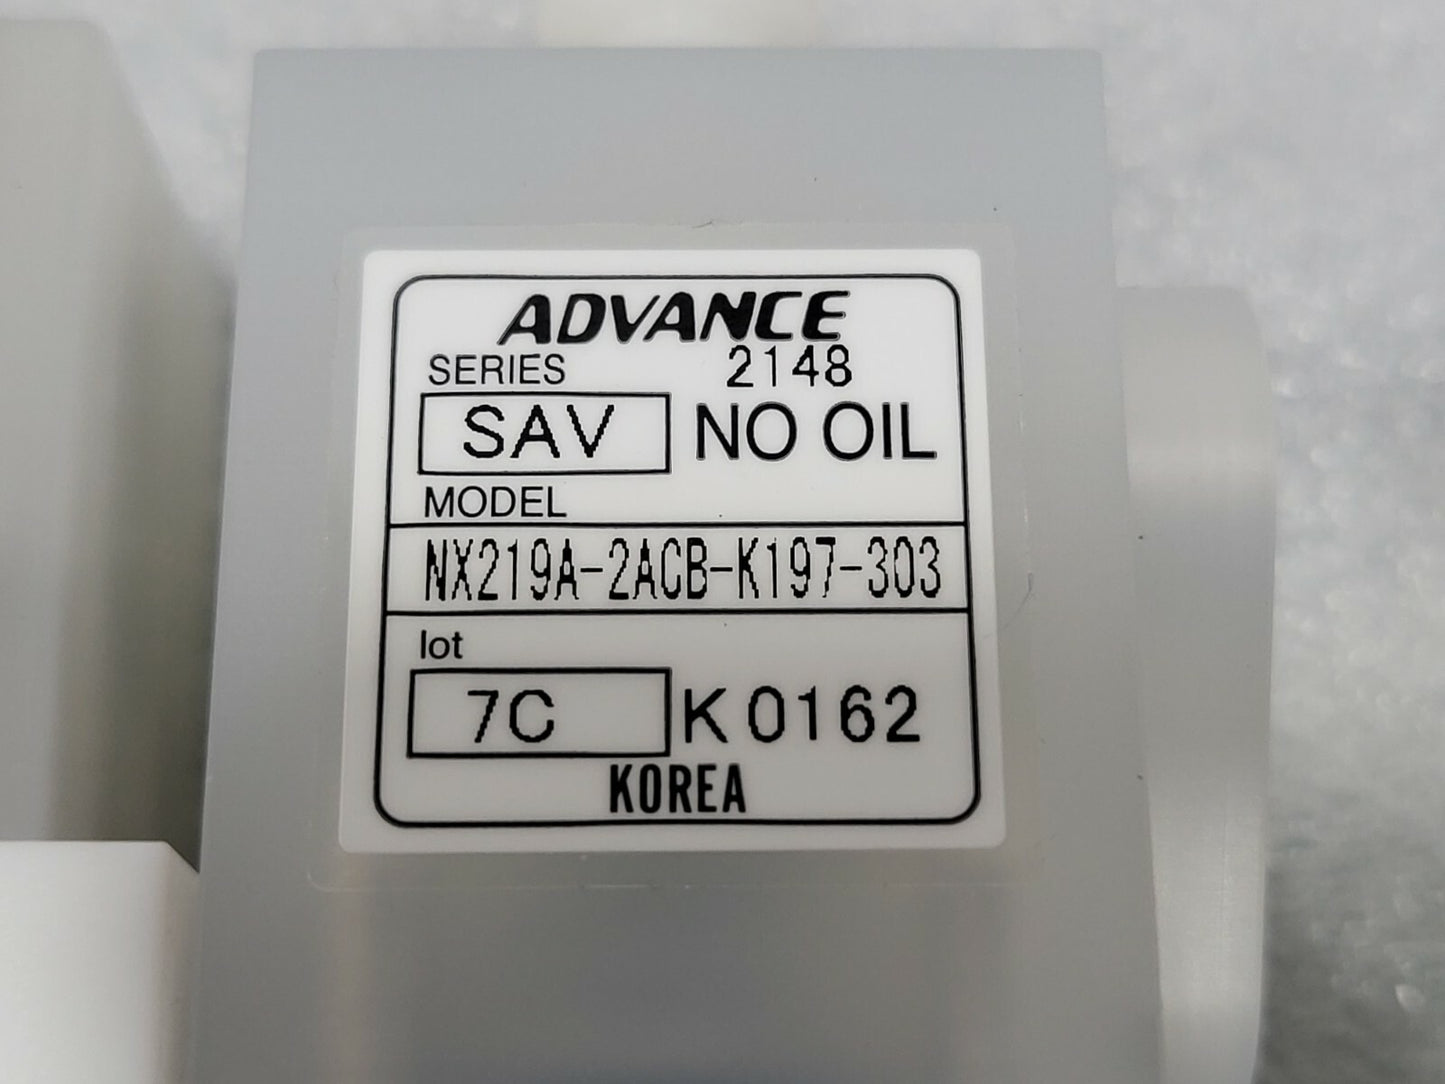 ADVANCE
SERIES 2148
SAV NO OIL
MODEL
NX219A-2ACB-K197-303
lot
7C K0162
KOREA